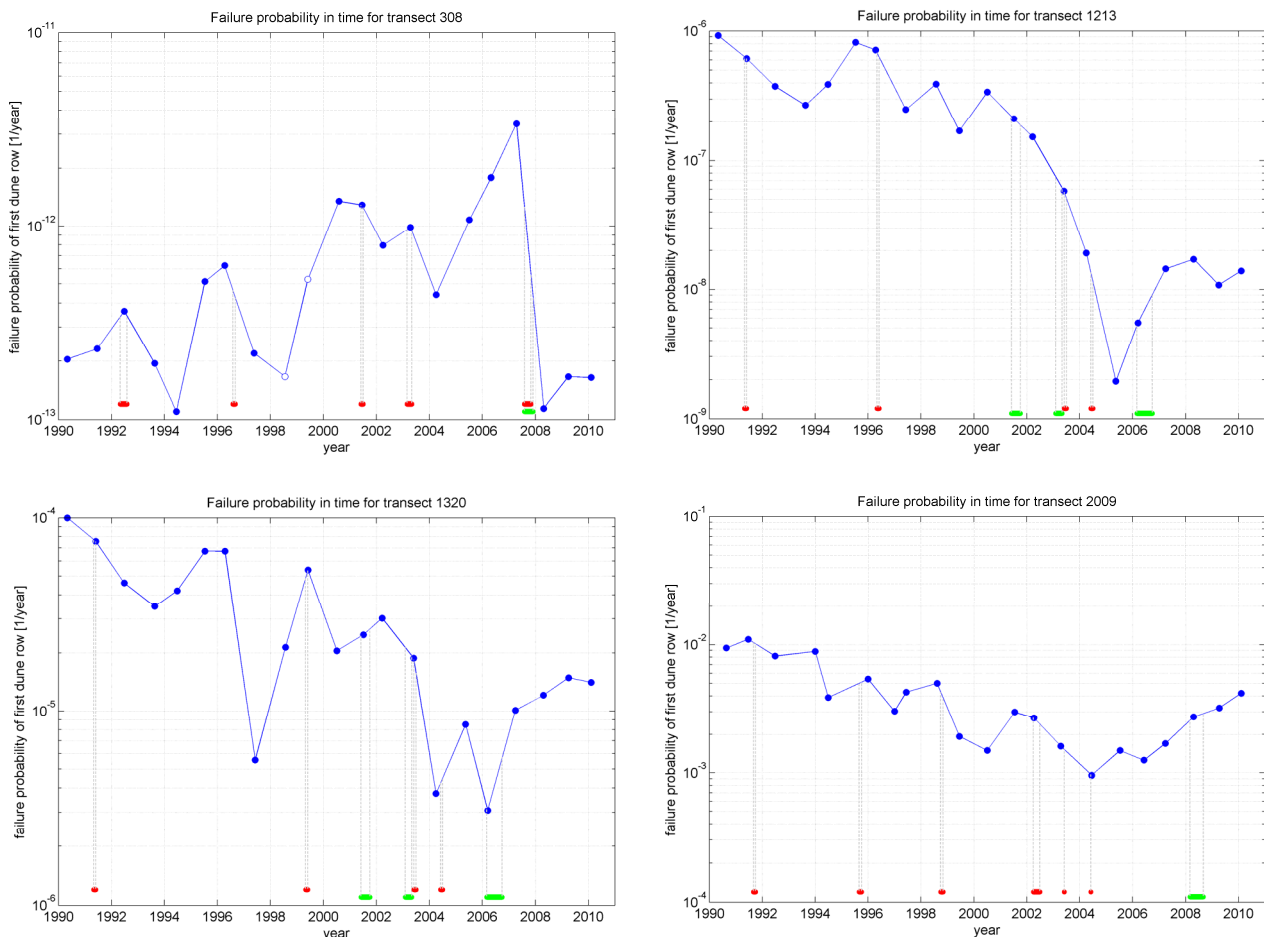 Failure probability in time for transect 308
failure probability of first dune row [1/year]
10^-11
10^-12
10^-13
1990 1992 1994 1996 1998 2000 2002 2004 2006 2008 2010
year
Failure probability in time for transect 1213
failure probability of first dune row [1/year]
10^-6
10^-7
10^-8
10^-9
1990 1992 1994 1996 1998 2000 2002 2004 2006 2008 2010
year
Failure probability in time for transect 1320
failure probability of first dune row [1/year]
10^-4
10^-5
10^-6
1990 1992 1994 1996 1998 2000 2002 2004 2006 2008 2010
year
Failure probability in time for transect 2009
failure probability of first dune row [1/year]
10^-1
10^-2
10^-3
10^-4
1990 1992 1994 1996 1998 2000 2002 2004 2006 2008 2010
year